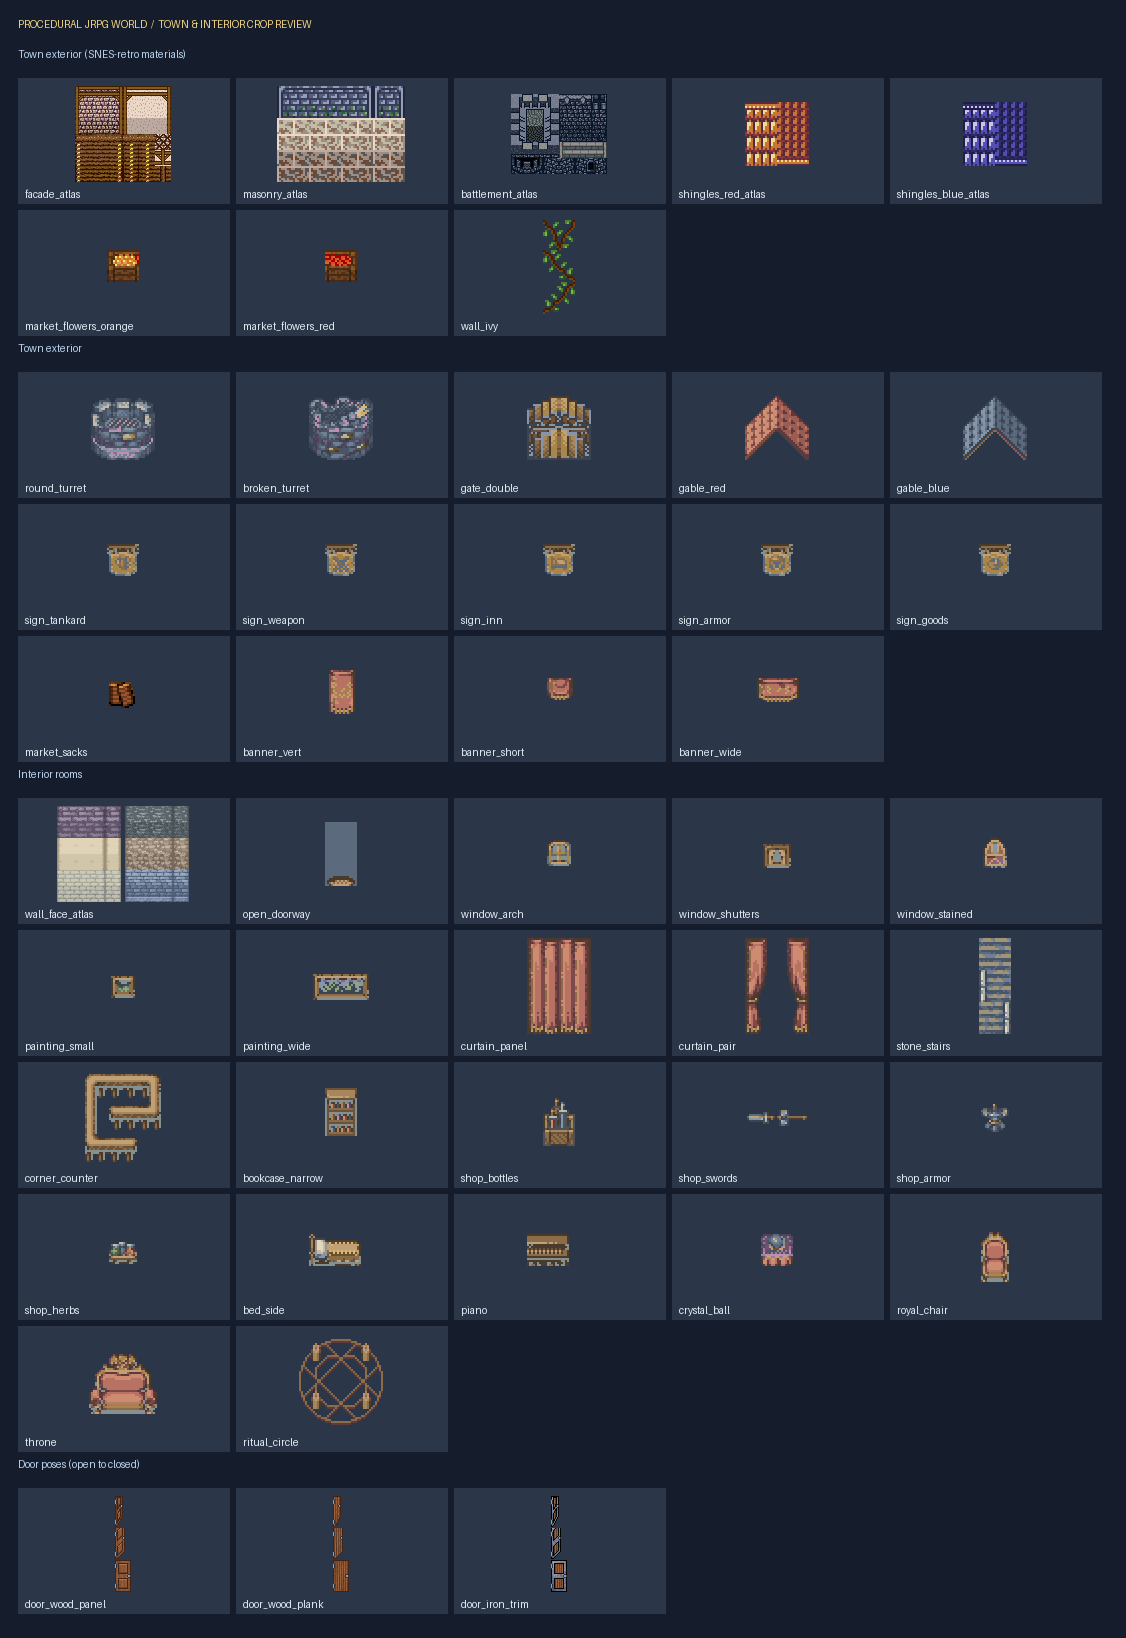 PROCEDURAL JRPG WORLD / TOWN & INTERIOR CROP REVIEW
Town exterior (SNES-retro materials)
facade_atlas
masonry_atlas
battlement_atlas
shingles_red_atlas
shingles_blue_atlas
market_flowers_orange
market_flowers_red
wall_ivy
Town exterior
round_turret
broken_turret
gate_double
gable_red
gable_blue
sign_tankard
sign_weapon
sign_inn
sign_armor
sign_goods
market_sacks
banner_vert
banner_short
banner_wide
Interior rooms
wall_face_atlas
open_doorway
window_arch
window_shutters
window_stained
painting_small
painting_wide
curtain_panel
curtain_pair
stone_stairs
corner_counter
bookcase_narrow
shop_bottles
shop_swords
shop_armor
shop_herbs
bed_side
piano
crystal_ball
royal_chair
throne
ritual_circle
Door poses (open to closed)
door_wood_panel
door_wood_plank
door_iron_trim